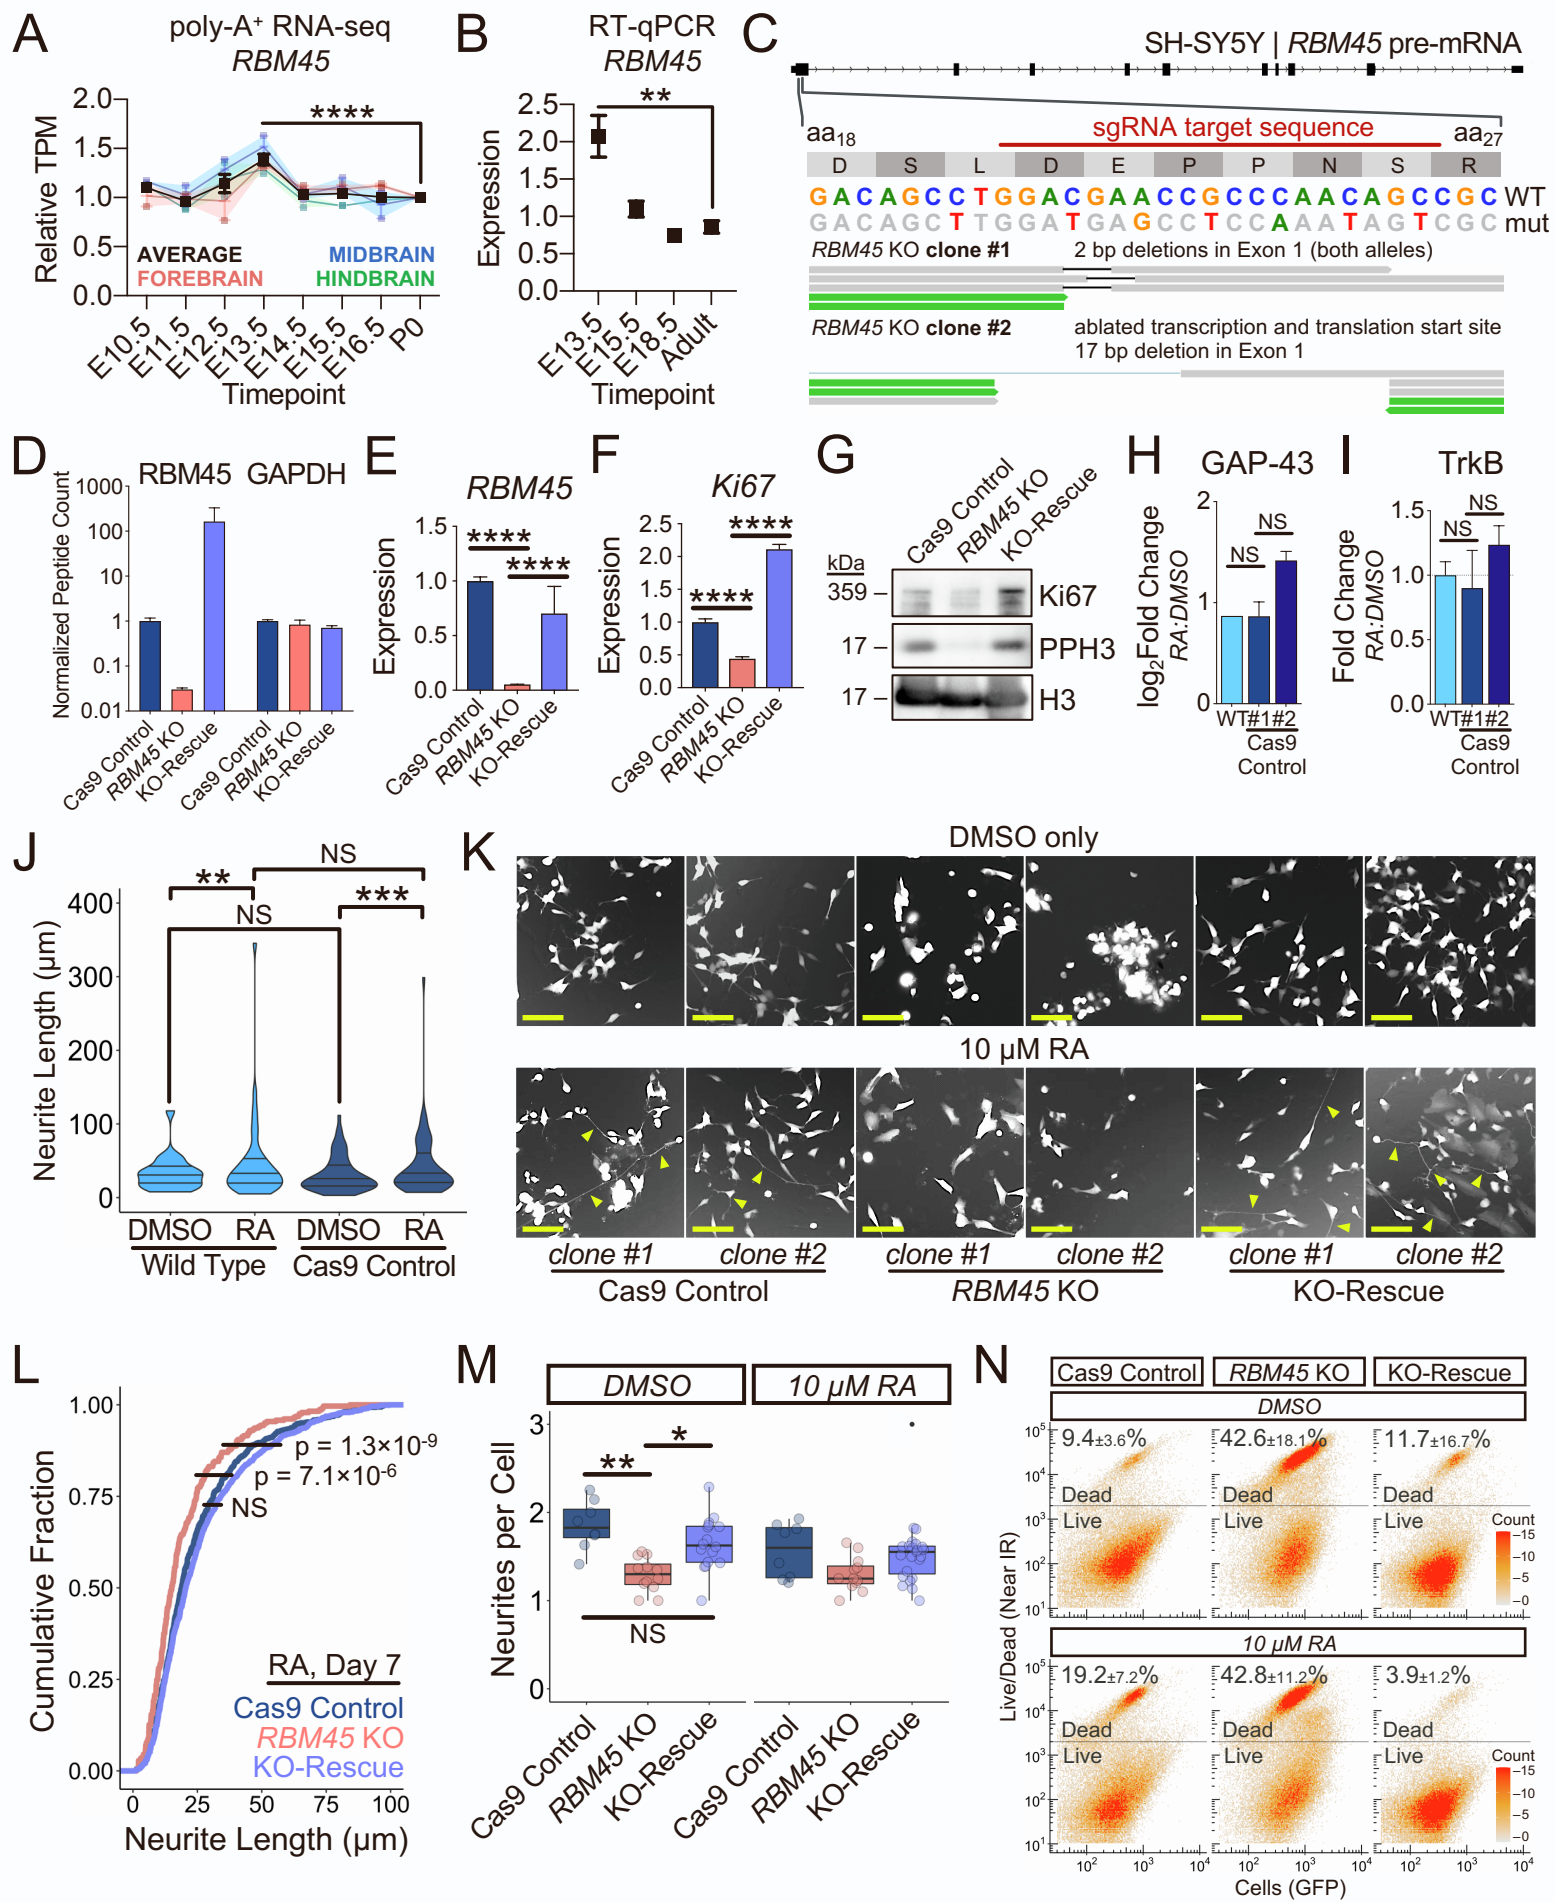 A
poly-A+ RNA-seq
RBM45
Relative TPM
2.0
1.5
1.0
0.5
0.0
****
AVERAGE
MIDBRAIN
FOREBRAIN
HINDBRAIN
E10.5
E11.5
E12.5
E13.5
E14.5
E15.5
E16.5
P0
Timepoint
B
RT-qPCR
RBM45
Expression
2.5
2.0
1.5
1.0
0.5
0.0
**
E13.5
E15.5
E18.5
Adult
Timepoint
C
SH-SY5Y | RBM45 pre-mRNA
aa18
sgRNA target sequence
aa27
D S L D E P P N S R
GACAGCCTGGACGAACCGCCCAACAGCCGC WT
GACAGCTTGGATGAGCCTCCAAATAGTCGC mut
RBM45 KO clone #1
2 bp deletions in Exon 1 (both alleles)
RBM45 KO clone #2
ablated transcription and translation start site
17 bp deletion in Exon 1
D
RBM45 GAPDH
Normalized Peptide Count
1000
100
10
1
0.1
0.01
Cas9 Control
RBM45 KO
KO-Rescue
Cas9 Control
RBM45 KO
KO-Rescue
E
RBM45
Expression
1.5
1.0
0.5
0.0
****
****
Cas9 Control
RBM45 KO
KO-Rescue
F
Ki67
Expression
2.5
2.0
1.5
1.0
0.5
0.0
****
****
Cas9 Control
RBM45 KO
KO-Rescue
G
Cas9 Control
RBM45 KO
KO-Rescue
kDa
359
Ki67
17
PPH3
17
H3
H
GAP-43
log2Fold Change
RA:DMSO
2
1
0
NS
NS
WT #1 #2
Cas9
Control
I
TrkB
Fold Change
RA:DMSO
1.5
1.0
0.5
0.0
NS
NS
WT #1 #2
Cas9
Control
J
Neurite Length (µm)
400
300
200
100
0
NS
**
***
NS
DMSO RA DMSO RA
Wild Type Cas9 Control
K
DMSO only
10 µM RA
clone #1 clone #2 clone #1 clone #2 clone #1 clone #2
Cas9 Control RBM45 KO KO-Rescue
L
Cumulative Fraction
1.00
0.75
0.50
0.25
0.00
p = 1.3×10-9
p = 7.1×10-6
NS
RA, Day 7
Cas9 Control
RBM45 KO
KO-Rescue
0 25 50 75 100
Neurite Length (µm)
M
DMSO 10 µM RA
Neurites per Cell
3
2
1
0
*
**
NS
Cas9 Control
RBM45 KO
KO-Rescue
Cas9 Control
RBM45 KO
KO-Rescue
N
Cas9 Control RBM45 KO KO-Rescue
DMSO
Live/Dead (Near IR)
105
104
103
102
101
9.4±3.6% 42.6±18.1% 11.7±16.7%
Dead Dead Dead
Live Live Live
Count
15
10
5
0
10 µM RA
105
104
103
102
101
19.2±7.2% 42.8±11.2% 3.9±1.2%
Dead Dead Dead
Live Live Live
Count
15
10
5
0
102 103 104 102 103 104 102 103 104
Cells (GFP)